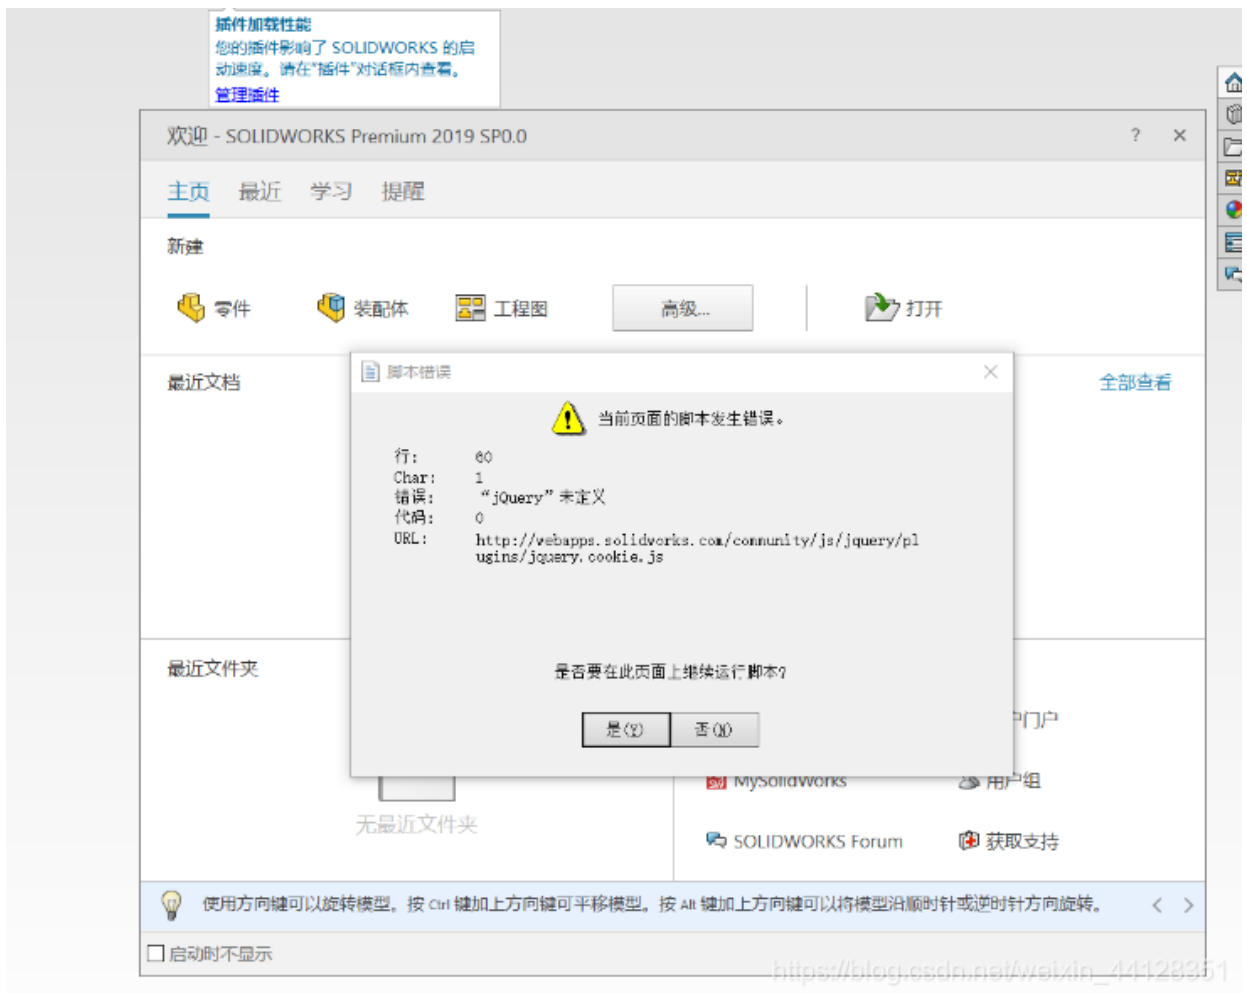 插件加载性能
您的插件影响了 SOLIDWORKS 的启
动速度。请在“插件”对话框内查看。
管理插件
欢迎 - SOLIDWORKS Premium 2019 SP0.0
? ×
主页 最近 学习 提醒
新建
零件 装配体 工程图 高级... 打开
最近文档 全部查看
脚本错误
当前页面的脚本发生错误。
行: 60
Char: 1
错误: “jQuery”未定义
代码: 0
URL: http://webapps.solidworks.com/community/js/jquery/pl
ugins/jquery.cookie.js
是否要在此页面上继续运行脚本?
是(Y) 否(N)
最近文件夹
户门户
MySolidWorks 用户组
无最近文件夹
SOLIDWORKS Forum 获取支持
使用方向键可以旋转模型。按 Ctrl 键加上方向键可平移模型。按 Alt 键加上方向键可以将模型沿顺时针或逆时针方向旋转。
启动时不显示
https://blog.csdn.net/weixin_44128351